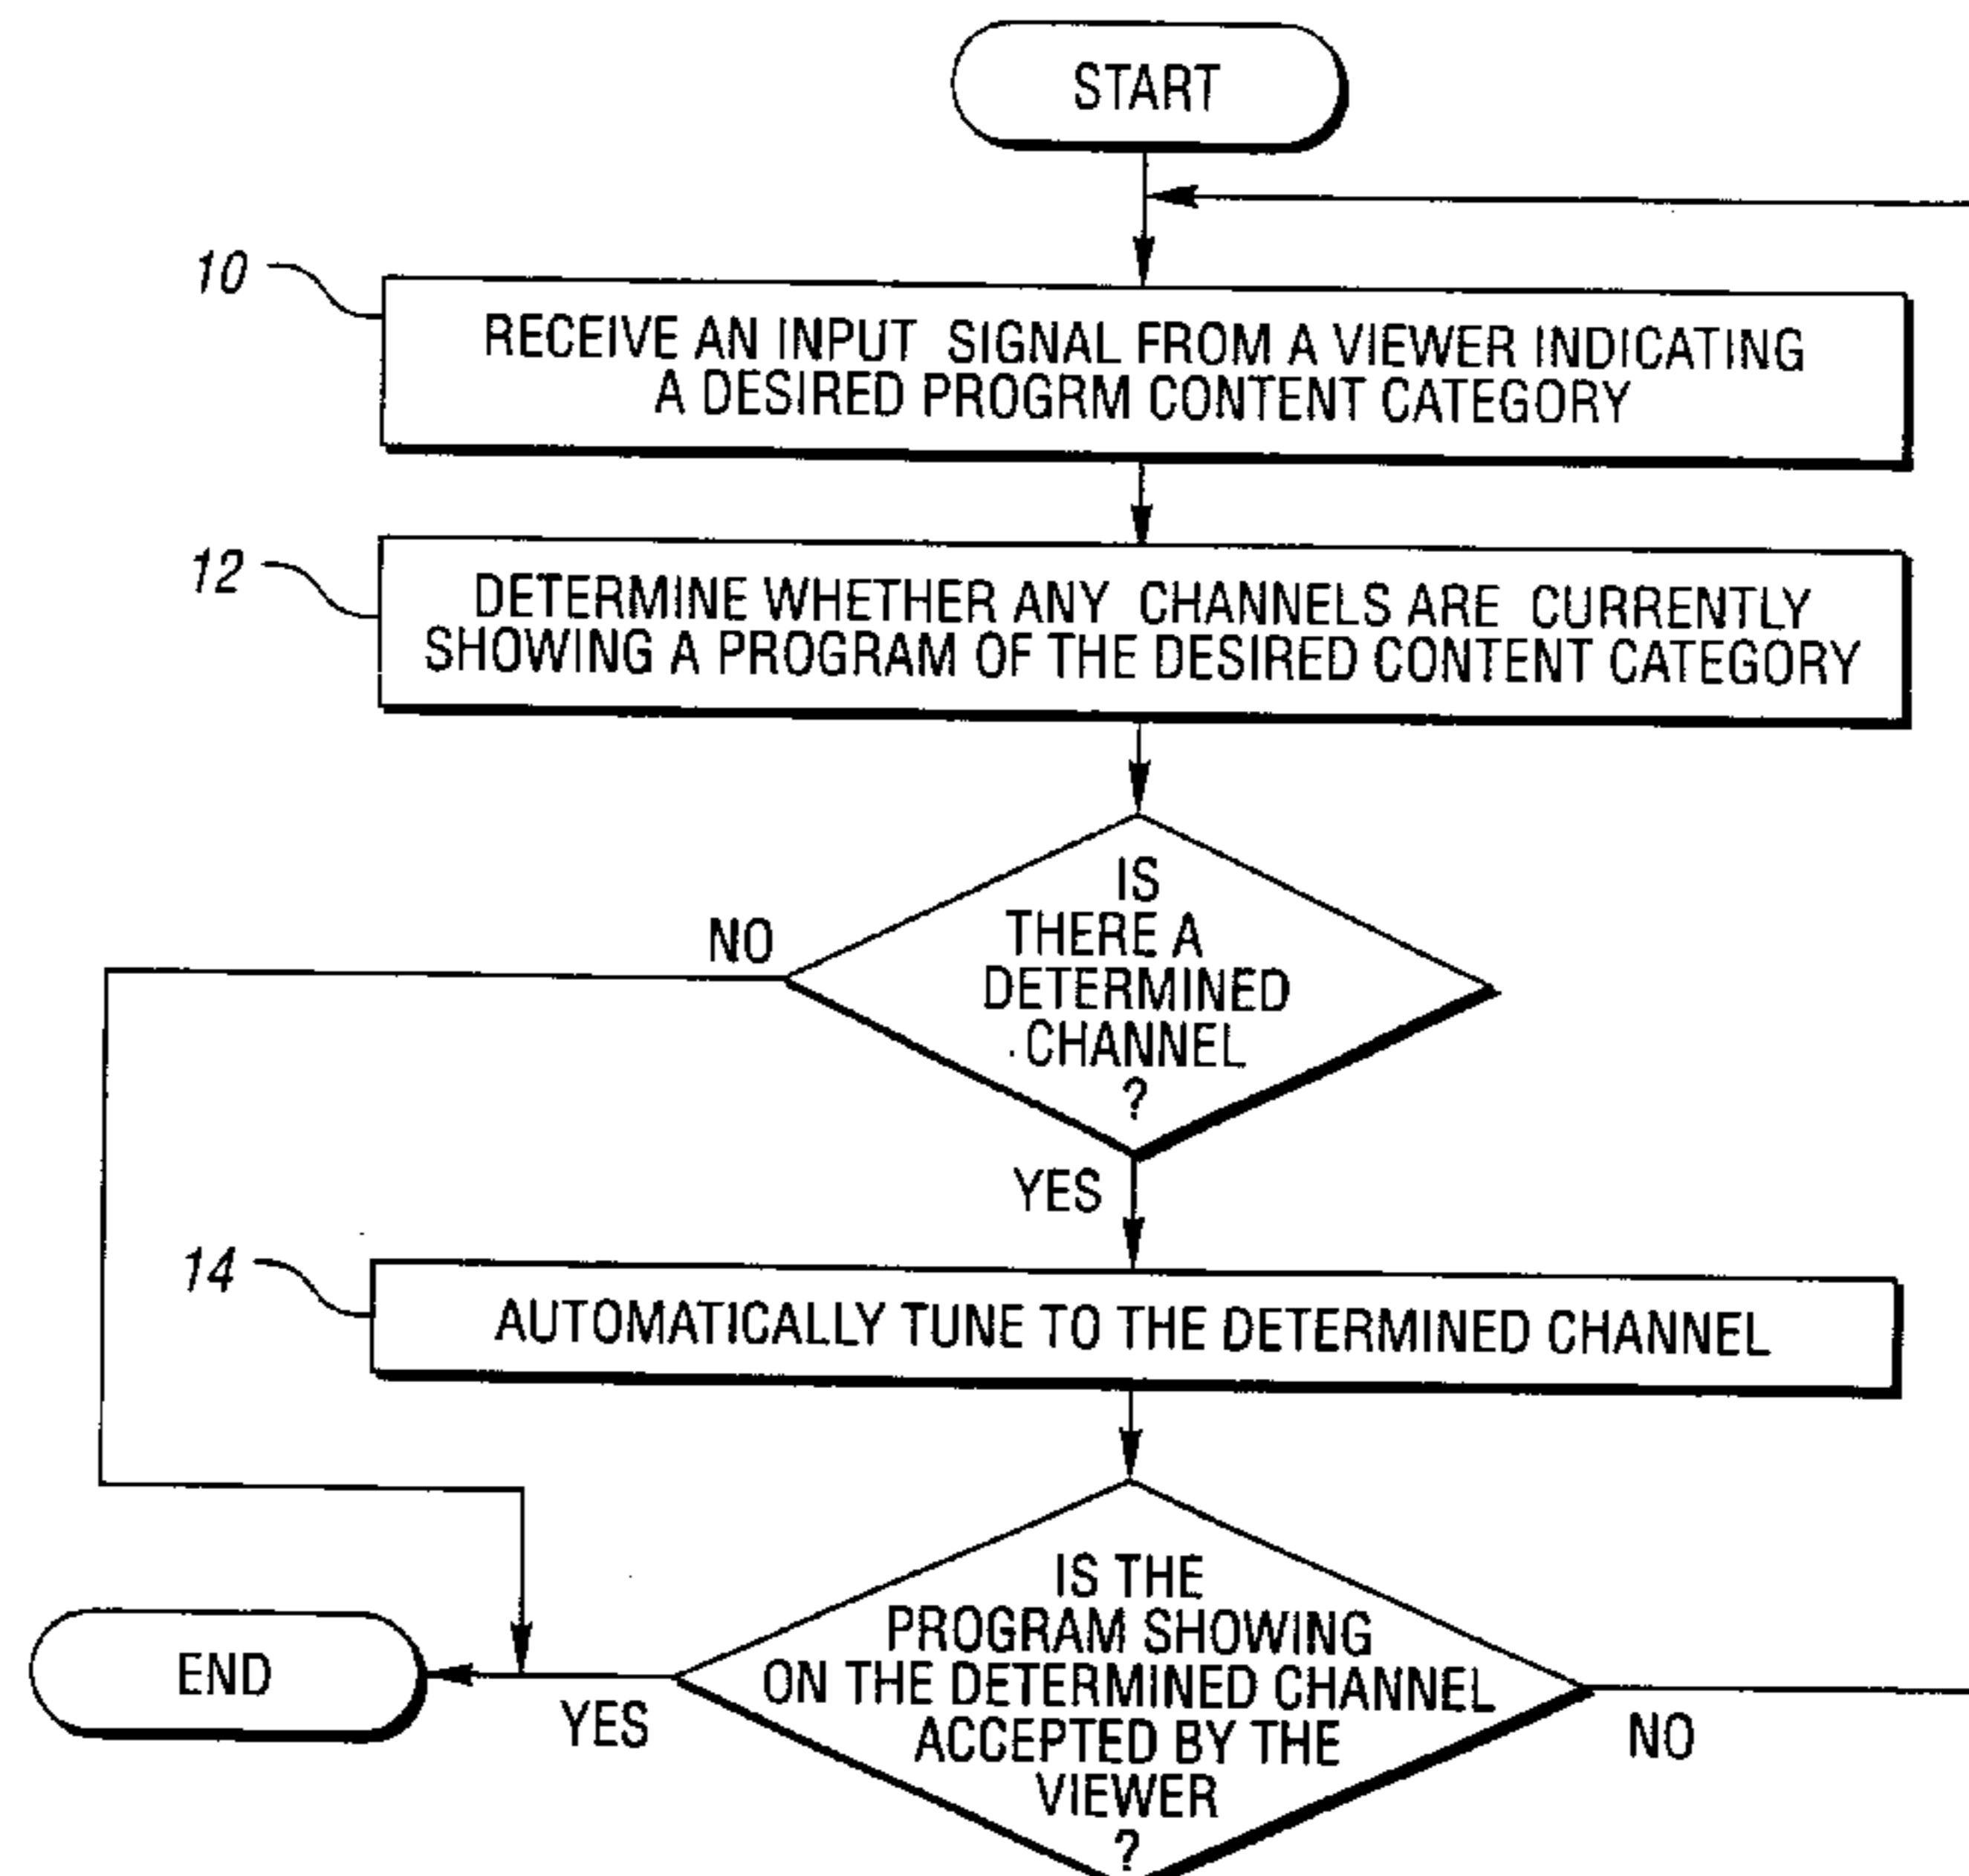 START
10
RECEIVE AN INPUT SIGNAL FROM A VIEWER INDICATING
A DESIRED PROGRM CONTENT CATEGORY
12
DETERMINE WHETHER ANY CHANNELS ARE CURRENTLY
SHOWING A PROGRAM OF THE DESIRED CONTENT CATEGORY
IS
THERE A
DETERMINED
CHANNEL
?
NO
YES
14
AUTOMATICALLY TUNE TO THE DETERMINED CHANNEL
IS THE
PROGRAM SHOWING
ON THE DETERMINED CHANNEL
ACCEPTED BY THE
VIEWER
?
YES
NO
END